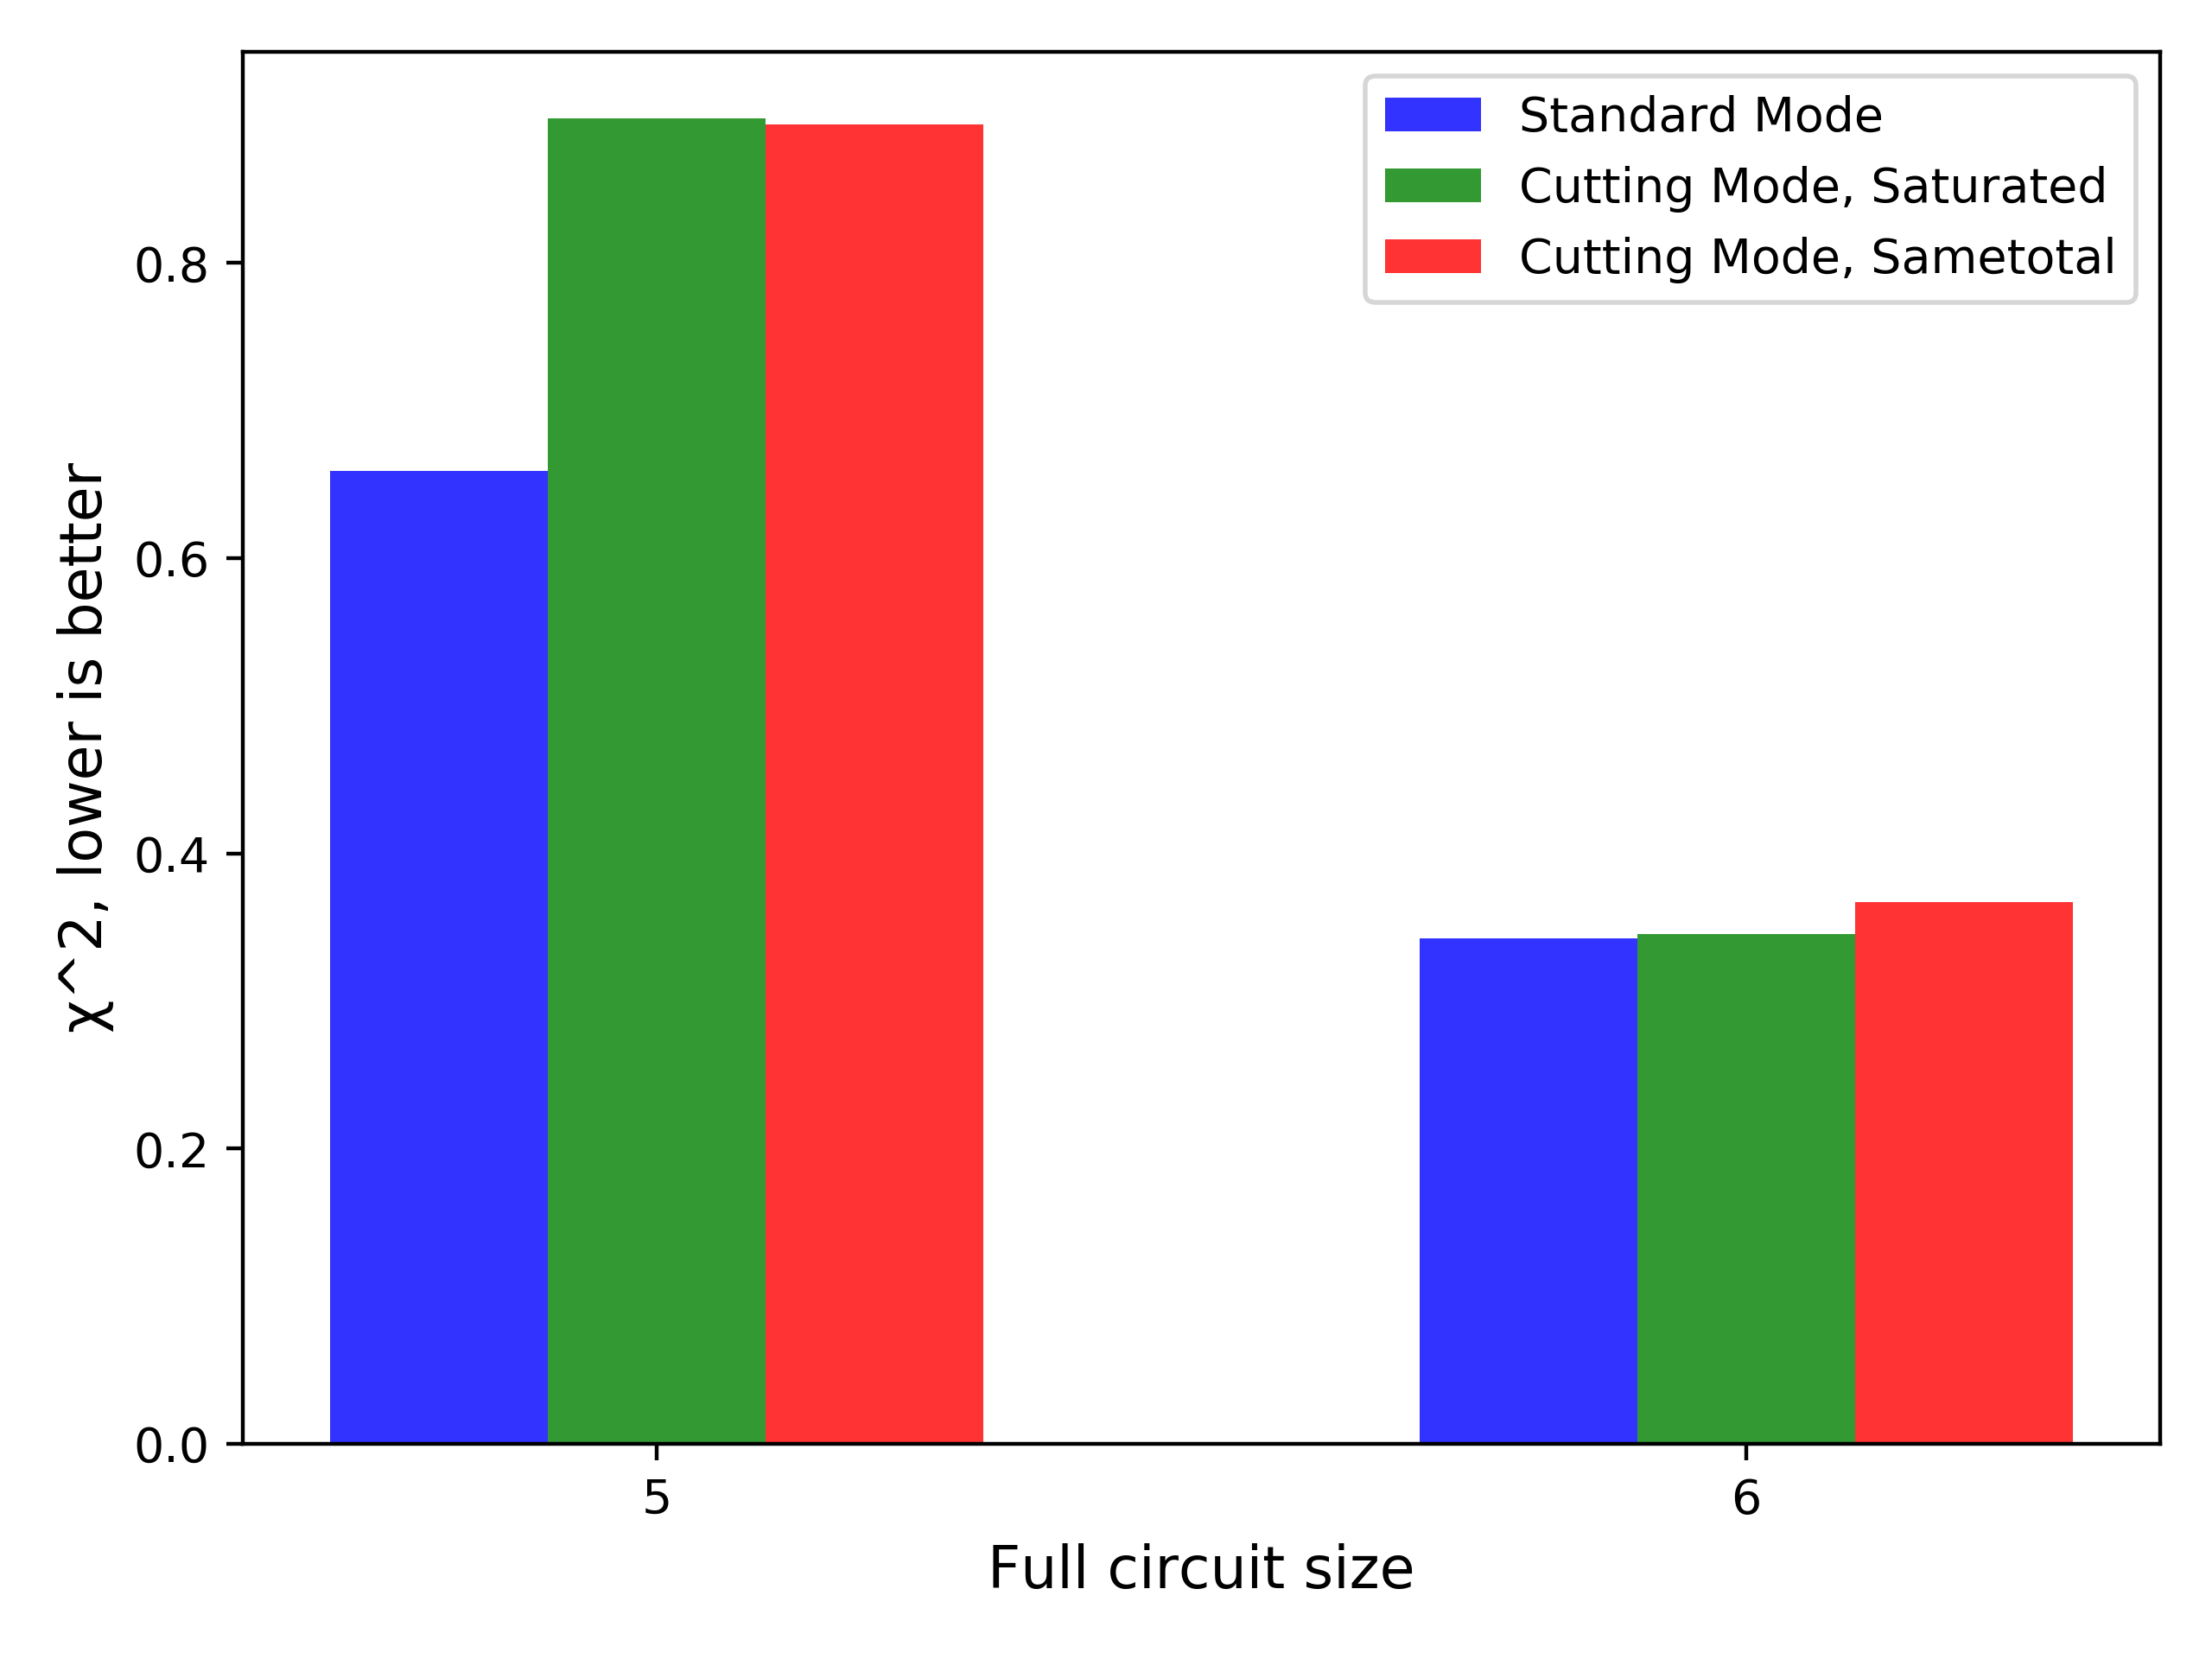 Standard Mode
Cutting Mode, Saturated
Cutting Mode, Sametotal
χ^2, lower is better
0.8
0.6
0.4
0.2
0.0
5
6
Full circuit size